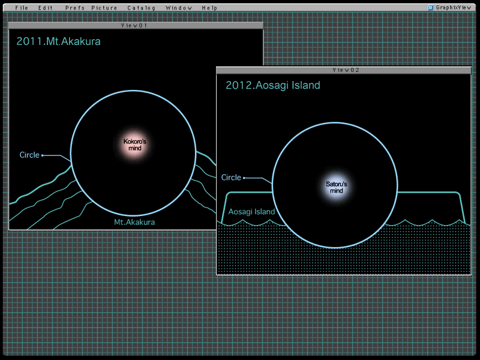 File Edit Prefs Picture Catalog Window Help
GraphixView
View01
2011.Mt.Akakura
Kokoro's
mind
Circle
Mt.Akakura
View02
2012.Aosagi Island
Circle
Satoru's
mind
Aosagi Island